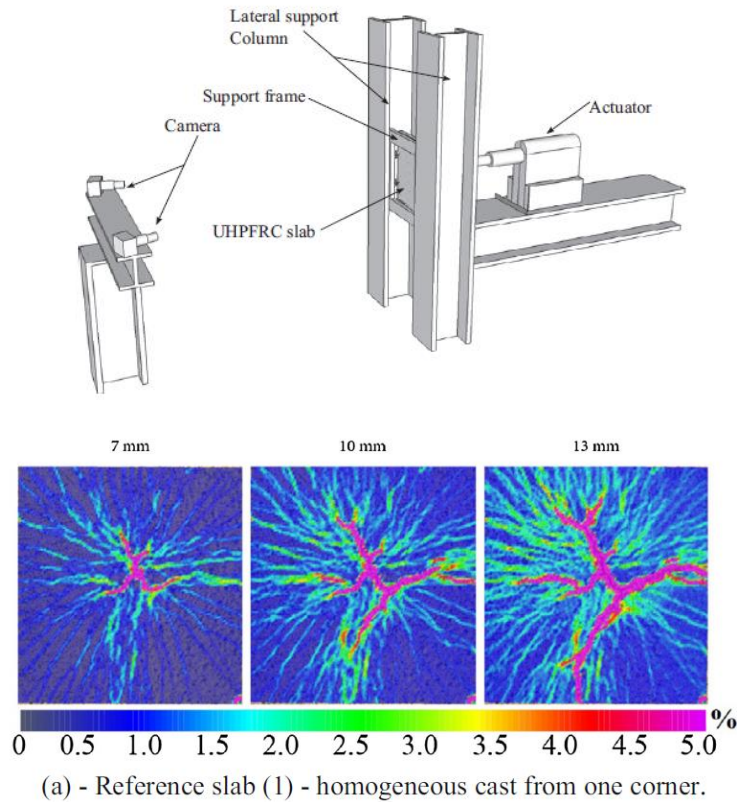 Lateral support
Column
Support frame
Camera
Actuator
UHPFRC slab
7 mm
10 mm
13 mm
%
0 0.5 1.0 1.5 2.0 2.5 3.0 3.5 4.0 4.5 5.0
(a) - Reference slab (1) - homogeneous cast from one corner.